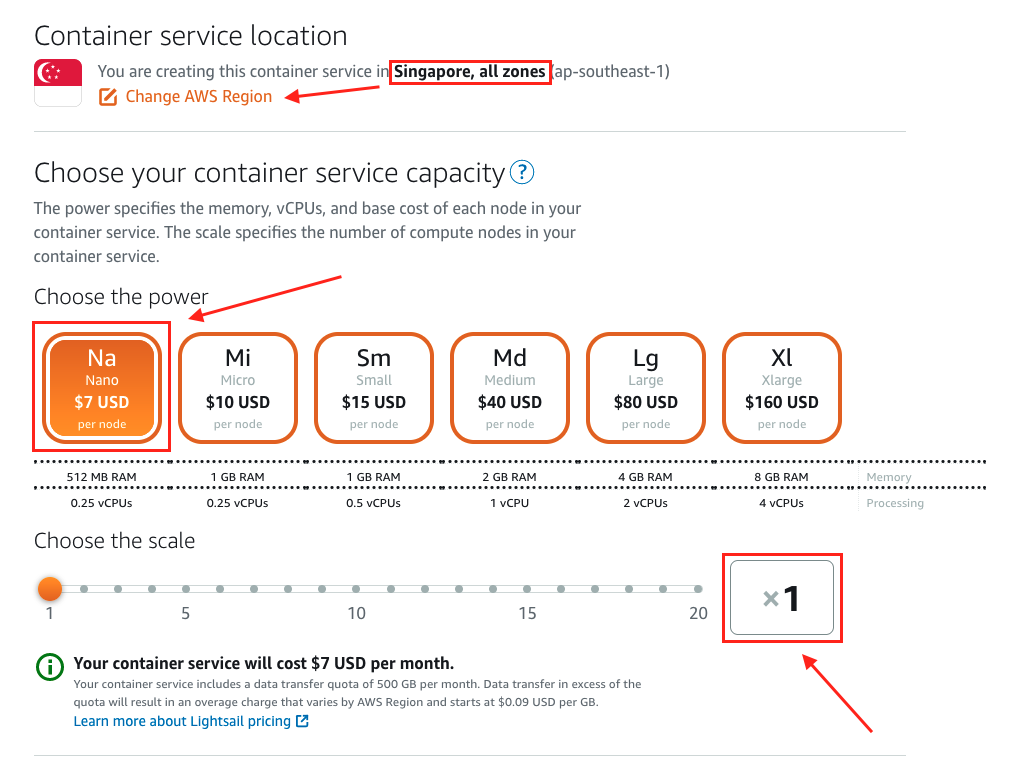 Container service location
You are creating this container service in Singapore, all zones (ap-southeast-1)
Change AWS Region
Choose your container service capacity ?
The power specifies the memory, vCPUs, and base cost of each node in your
container service. The scale specifies the number of compute nodes in your
container service.
Choose the power
Na Mi Sm Md Lg Xl
Nano Micro Small Medium Large Xlarge
$7 USD $10 USD $15 USD $40 USD $80 USD $160 USD
per node per node per node per node per node per node
512 MB RAM 1 GB RAM 1 GB RAM 2 GB RAM 4 GB RAM 8 GB RAM Memory
0.25 vCPUs 0.25 vCPUs 0.5 vCPUs 1 vCPU 2 vCPUs 4 vCPUs Processing
Choose the scale
×1
1 5 10 15 20
Your container service will cost $7 USD per month.
Your container service includes a data transfer quota of 500 GB per month. Data transfer in excess of the
quota will result in an overage charge that varies by AWS Region and starts at $0.09 USD per GB.
Learn more about Lightsail pricing